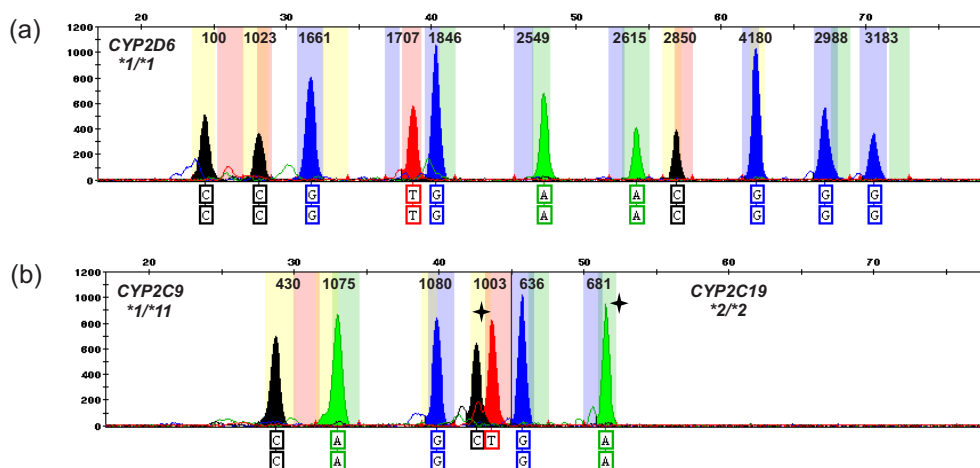 (a)
20 30 40 50 60 70
1200
1000
800
600
400
200
0
CYP2D6
*1/*1
100 1023 1661 1707 1846 2549 2615 2850 4180 2988 3183
C C G T G A A C G G G
C C G T G A A C G G G
(b)
20 30 40 50 60 70
1200
1000
800
600
400
200
0
CYP2C9
*1/*11
430 1075 1080 1003 636 681
CYP2C19
*2/*2
C A G C T G A
C A G G A